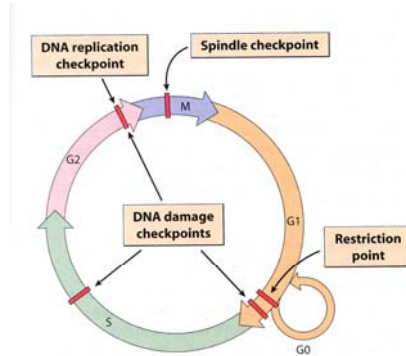 DNA replication
checkpoint
Spindle checkpoint
M
G2
G1
DNA damage
checkpoints
Restriction
point
S
G0